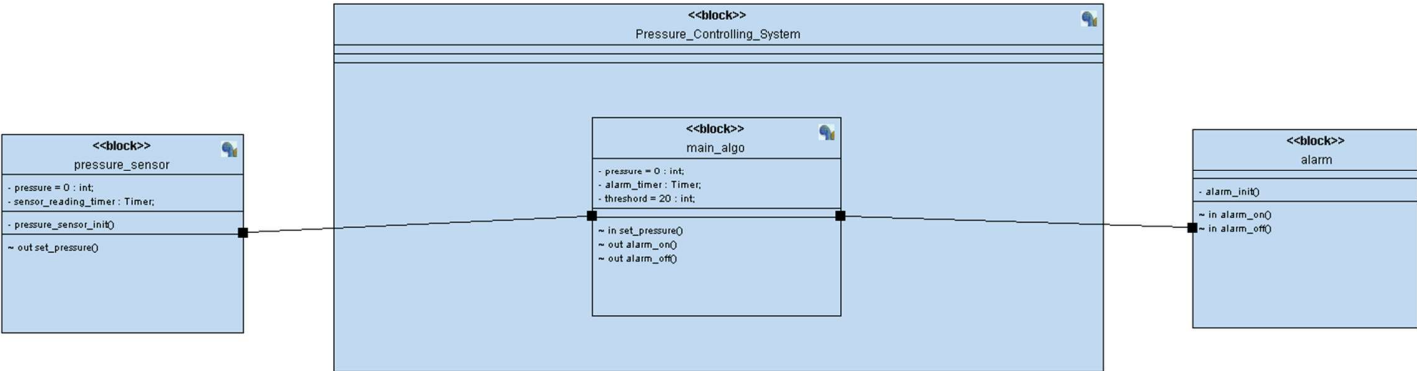 <<block>>
Pressure_Controlling_System
<<block>>
pressure_sensor
- pressure = 0 : int;
- sensor_reading_timer : Timer;
- pressure_sensor_init()
~ out set_pressure()
<<block>>
main_algo
- pressure = 0 : int;
- alarm_timer : Timer;
- threshord = 20 : int;
~ in set_pressure()
~ out alarm_on()
~ out alarm_off()
<<block>>
alarm
- alarm_init()
~ in alarm_on()
~ in alarm_off()